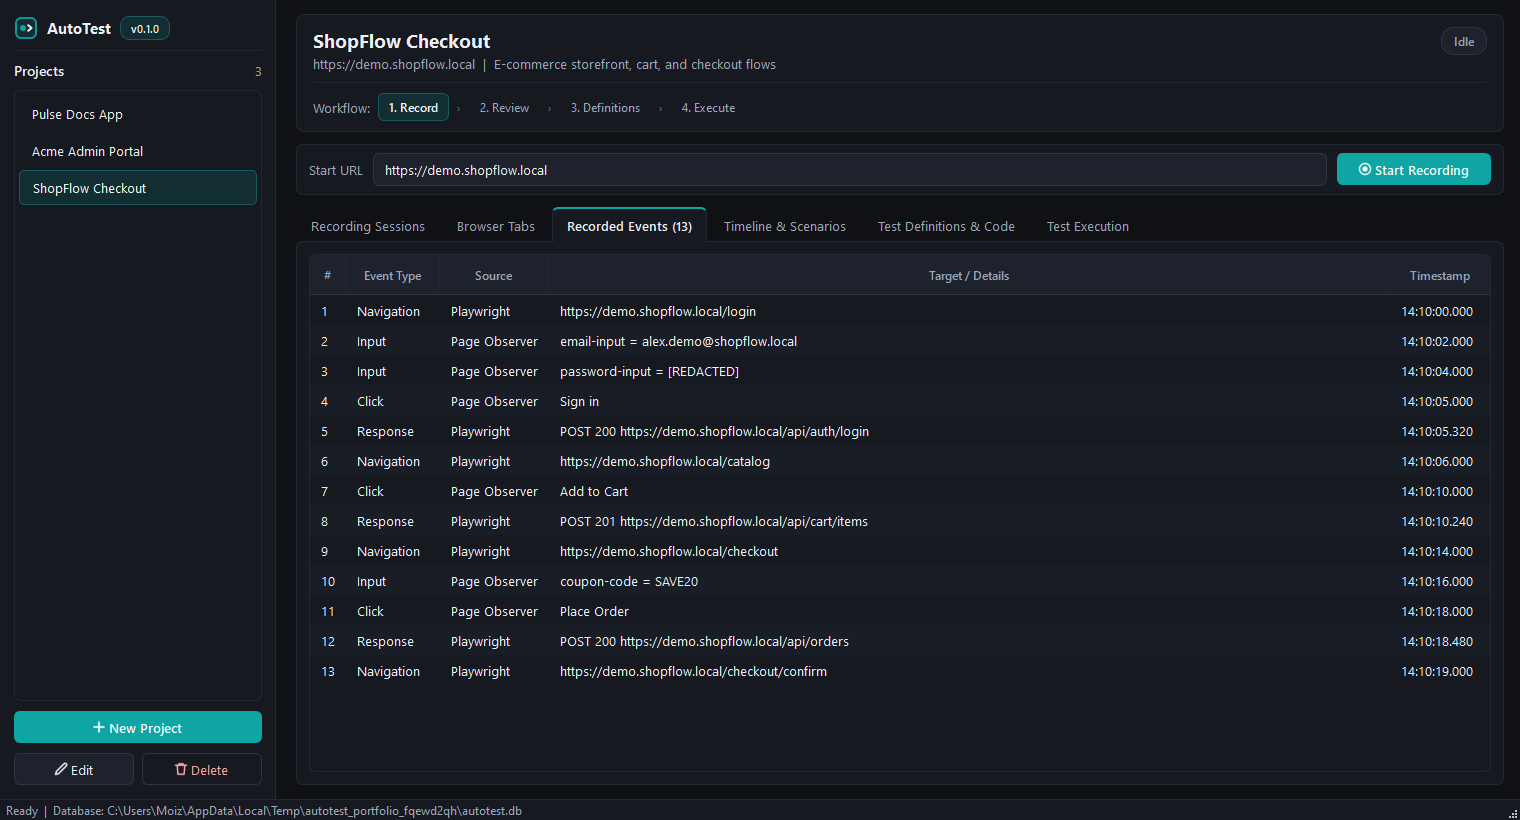 AutoTest v0.1.0
Projects 3
Pulse Docs App
Acme Admin Portal
ShopFlow Checkout
New Project
Edit Delete
ShopFlow Checkout
Idle
https://demo.shopflow.local | E-commerce storefront, cart, and checkout flows
Workflow: 1. Record › 2. Review › 3. Definitions › 4. Execute
Start URL https://demo.shopflow.local Start Recording
Recording Sessions Browser Tabs Recorded Events (13) Timeline & Scenarios Test Definitions & Code Test Execution
# Event Type Source Target / Details Timestamp
1 Navigation Playwright https://demo.shopflow.local/login 14:10:00.000
2 Input Page Observer email-input = alex.demo@shopflow.local 14:10:02.000
3 Input Page Observer password-input = [REDACTED] 14:10:04.000
4 Click Page Observer Sign in 14:10:05.000
5 Response Playwright POST 200 https://demo.shopflow.local/api/auth/login 14:10:05.320
6 Navigation Playwright https://demo.shopflow.local/catalog 14:10:06.000
7 Click Page Observer Add to Cart 14:10:10.000
8 Response Playwright POST 201 https://demo.shopflow.local/api/cart/items 14:10:10.240
9 Navigation Playwright https://demo.shopflow.local/checkout 14:10:14.000
10 Input Page Observer coupon-code = SAVE20 14:10:16.000
11 Click Page Observer Place Order 14:10:18.000
12 Response Playwright POST 200 https://demo.shopflow.local/api/orders 14:10:18.480
13 Navigation Playwright https://demo.shopflow.local/checkout/confirm 14:10:19.000
Ready | Database: C:\Users\Moiz\AppData\Local\Temp\autotest_portfolio_fqewd2qh\autotest.db